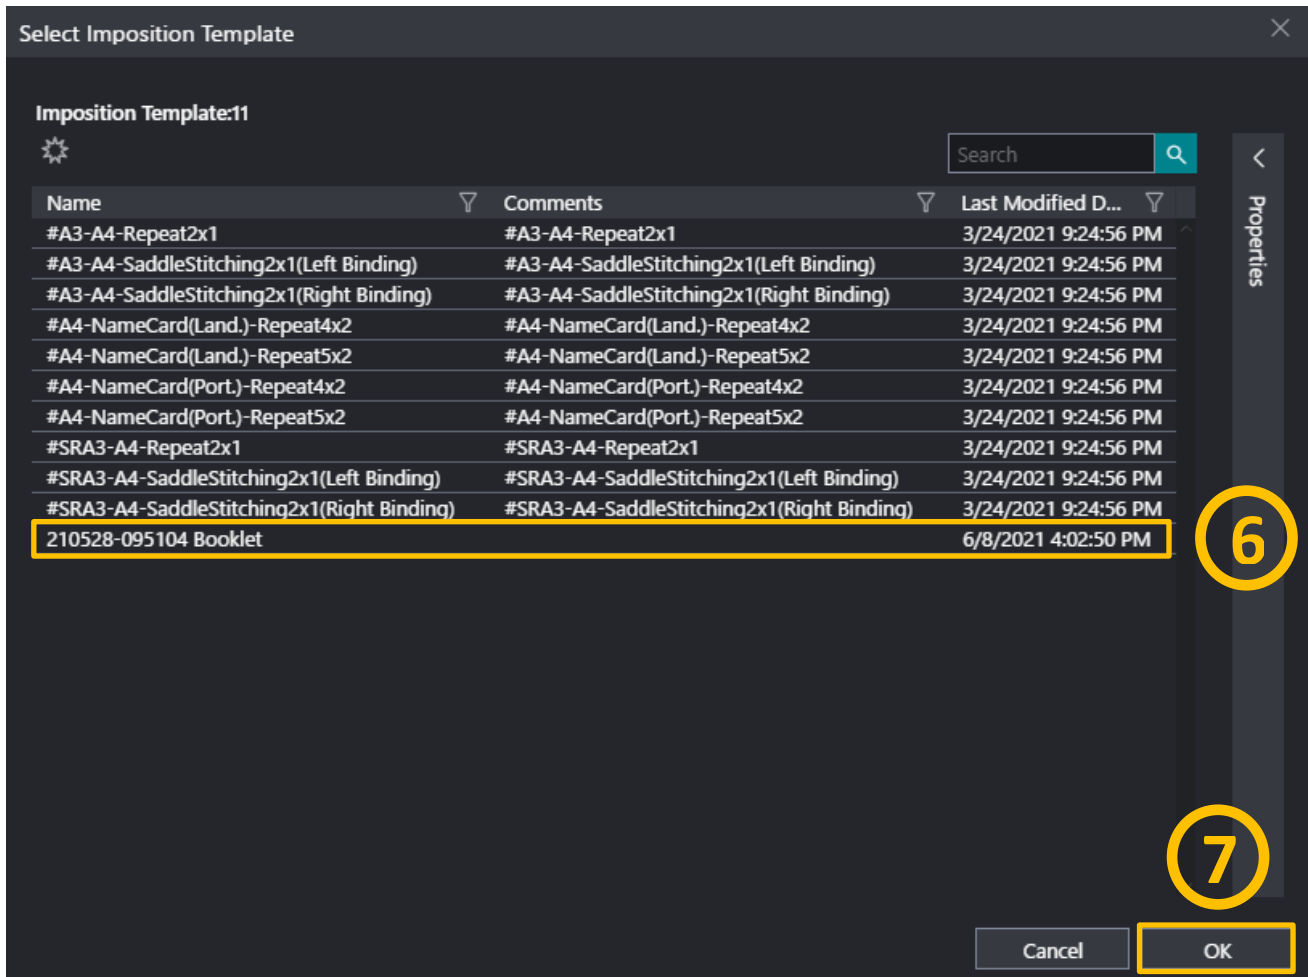 Select Imposition Template
Imposition Template:11
Search
Name Comments Last Modified D...
#A3-A4-Repeat2x1 #A3-A4-Repeat2x1 3/24/2021 9:24:56 PM
#A3-A4-SaddleStitching2x1(Left Binding) #A3-A4-SaddleStitching2x1(Left Binding) 3/24/2021 9:24:56 PM
#A3-A4-SaddleStitching2x1(Right Binding) #A3-A4-SaddleStitching2x1(Right Binding) 3/24/2021 9:24:56 PM
#A4-NameCard(Land.)-Repeat4x2 #A4-NameCard(Land.)-Repeat4x2 3/24/2021 9:24:56 PM
#A4-NameCard(Land.)-Repeat5x2 #A4-NameCard(Land.)-Repeat5x2 3/24/2021 9:24:56 PM
#A4-NameCard(Port.)-Repeat4x2 #A4-NameCard(Port.)-Repeat4x2 3/24/2021 9:24:56 PM
#A4-NameCard(Port.)-Repeat5x2 #A4-NameCard(Port.)-Repeat5x2 3/24/2021 9:24:56 PM
#SRA3-A4-Repeat2x1 #SRA3-A4-Repeat2x1 3/24/2021 9:24:56 PM
#SRA3-A4-SaddleStitching2x1(Left Binding) #SRA3-A4-SaddleStitching2x1(Left Binding) 3/24/2021 9:24:56 PM
#SRA3-A4-SaddleStitching2x1(Right Binding) #SRA3-A4-SaddleStitching2x1(Right Binding) 3/24/2021 9:24:56 PM
210528-095104 Booklet 6/8/2021 4:02:50 PM
Properties
6
7
Cancel OK